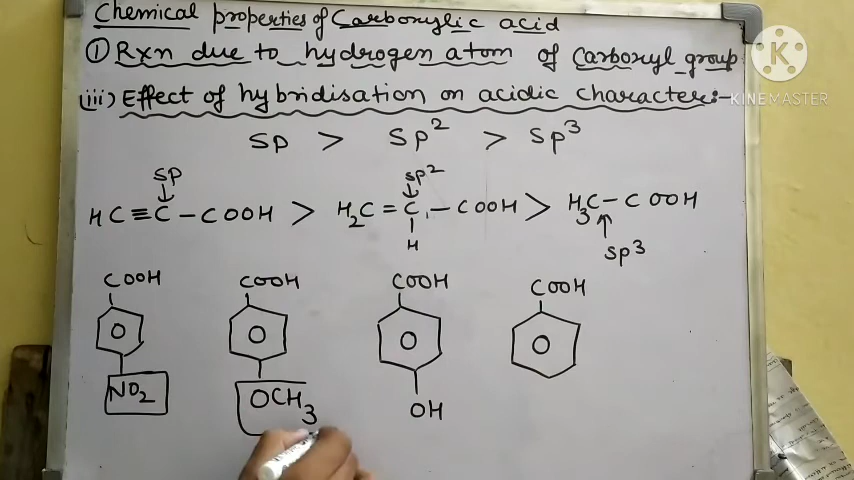 Chemical properties of Carboxylic acid
① Rxn due to hydrogen atom of Carboxyl group
K
KINEMASTER
(iii) Effect of hybridisation on acidic character:-
Sp > Sp² > Sp³
Sp sp²
HC≡C-COOH > H₂C=C-COOH > H₃C-COOH
H Sp³
COOH COOH COOH COOH
NO₂ OCH₃ OH